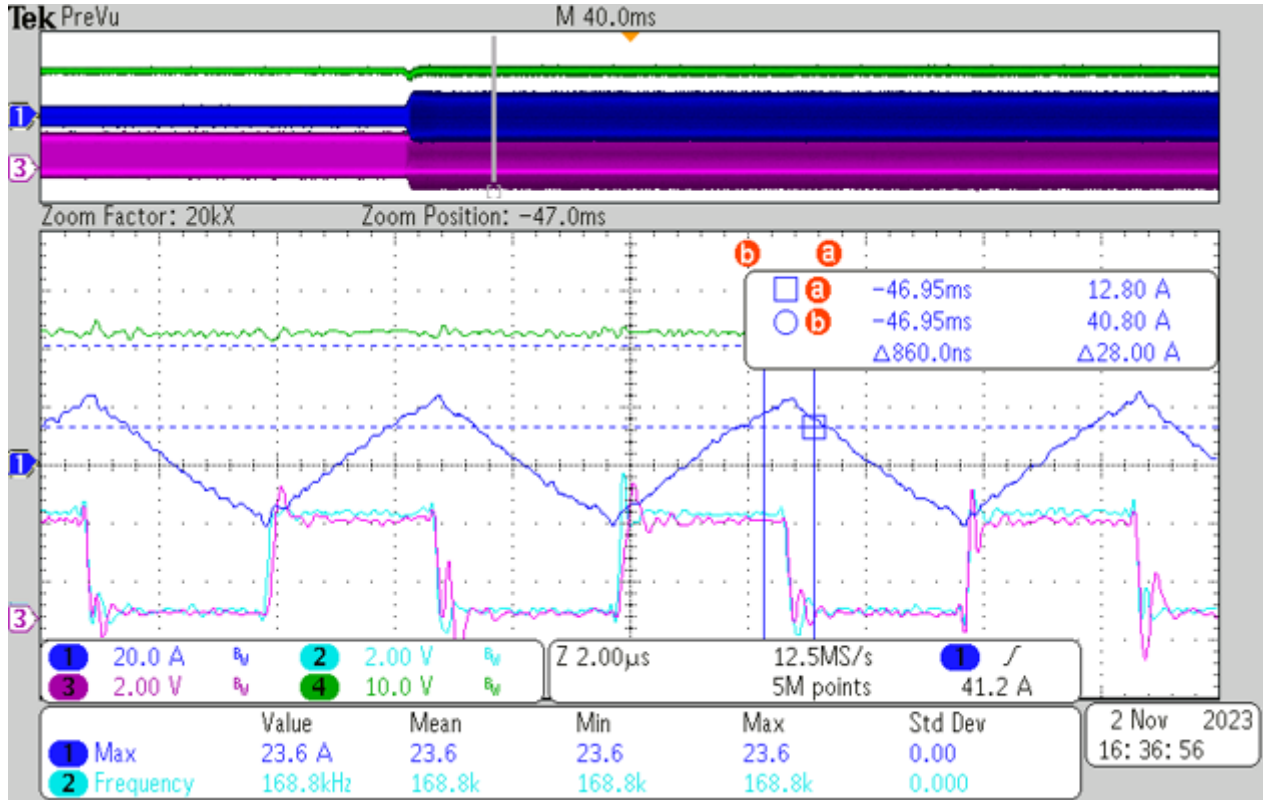 Tek PreVu M 40.0ms
1
3
Zoom Factor: 20kX Zoom Position: -47.0ms
b a
a -46.95ms 12.80 A
b -46.95ms 40.80 A
Δ860.0ns Δ28.00 A
1
3
1 20.0 A BW 2 2.00 V BW Z 2.00µs 12.5MS/s 1 41.2 A
3 2.00 V BW 4 10.0 V BW 5M points
Value Mean Min Max Std Dev
1 Max 23.6 A 23.6 23.6 23.6 0.00
2 Frequency 168.8kHz 168.8k 168.8k 168.8k 0.000
2 Nov 2023
16:36:56